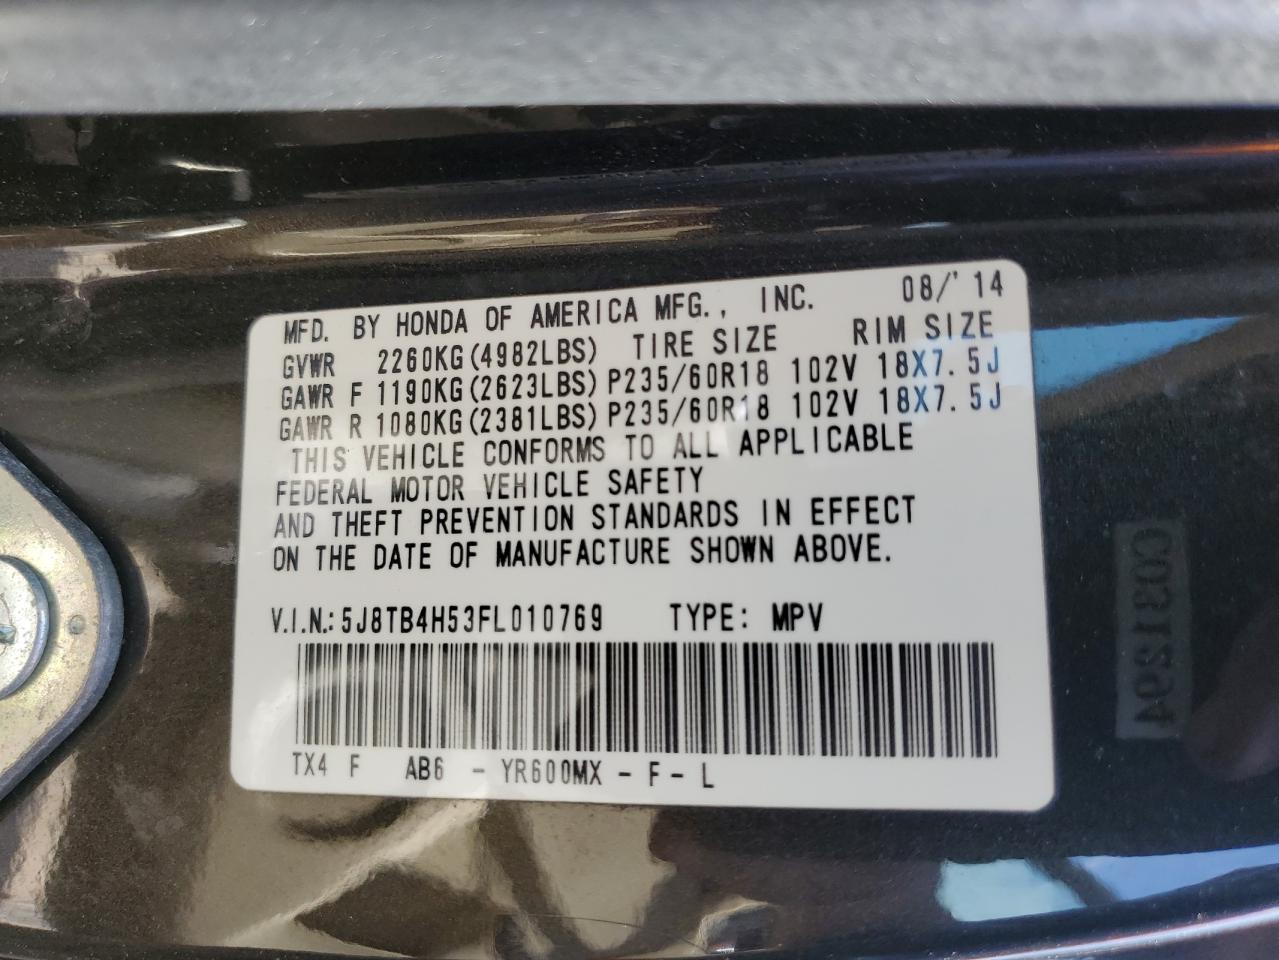 MFD. BY HONDA OF AMERICA MFG., INC. 08/'14
GVWR 2260KG(4982LBS) TIRE SIZE RIM SIZE
GAWR F 1190KG(2623LBS) P235/60R18 102V 18X7.5J
GAWR R 1080KG(2381LBS) P235/60R18 102V 18X7.5J
THIS VEHICLE CONFORMS TO ALL APPLICABLE
FEDERAL MOTOR VEHICLE SAFETY
AND THEFT PREVENTION STANDARDS IN EFFECT
ON THE DATE OF MANUFACTURE SHOWN ABOVE.
V.I.N.: 5J8TB4H53FL010769 TYPE: MPV
TX4 F AB6 - YR600MX - F - L
C031294